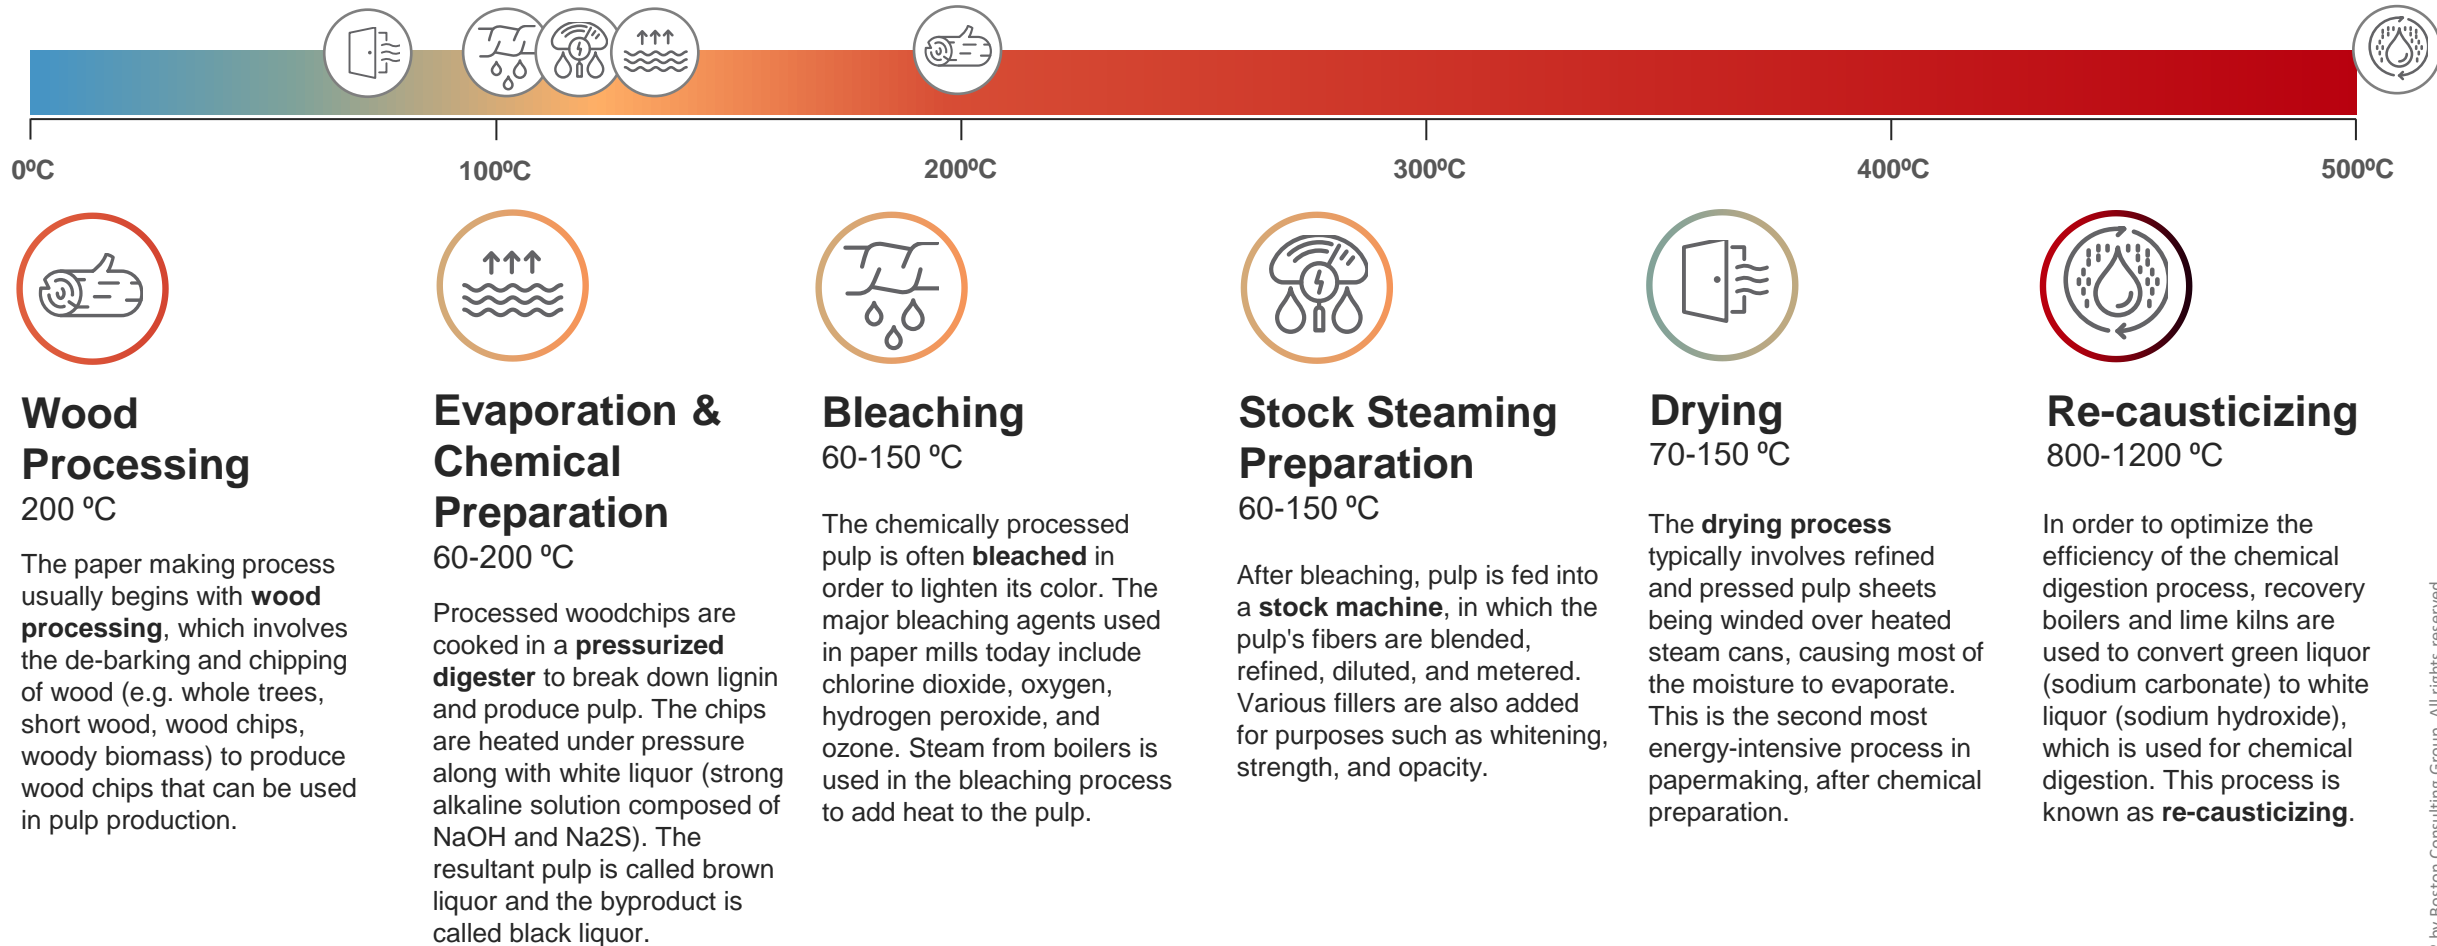 0ºC
100ºC
200ºC
300ºC
400ºC
500ºC
Wood
Processing
200 ºC
The paper making process
usually begins with wood
processing, which involves
the de-barking and chipping
of wood (e.g. whole trees,
short wood, wood chips,
woody biomass) to produce
wood chips that can be used
in pulp production.
Evaporation &
Chemical
Preparation
60-200 ºC
Processed woodchips are
cooked in a pressurized
digester to break down lignin
and produce pulp. The chips
are heated under pressure
along with white liquor (strong
alkaline solution composed of
NaOH and Na2S). The
resultant pulp is called brown
liquor and the byproduct is
called black liquor.
Bleaching
60-150 ºC
The chemically processed
pulp is often bleached in
order to lighten its color. The
major bleaching agents used
in paper mills today include
chlorine dioxide, oxygen,
hydrogen peroxide, and
ozone. Steam from boilers is
used in the bleaching process
to add heat to the pulp.
Stock Steaming
Preparation
60-150 ºC
After bleaching, pulp is fed into
a stock machine, in which the
pulp's fibers are blended,
refined, diluted, and metered.
Various fillers are also added
for purposes such as whitening,
strength, and opacity.
Drying
70-150 ºC
The drying process
typically involves refined
and pressed pulp sheets
being winded over heated
steam cans, causing most of
the moisture to evaporate.
This is the second most
energy-intensive process in
papermaking, after chemical
preparation.
Re-causticizing
800-1200 ºC
In order to optimize the
efficiency of the chemical
digestion process, recovery
boilers and lime kilns are
used to convert green liquor
(sodium carbonate) to white
liquor (sodium hydroxide),
which is used for chemical
digestion. This process is
known as re-causticizing.
by Boston Consulting Group. All rights reserved